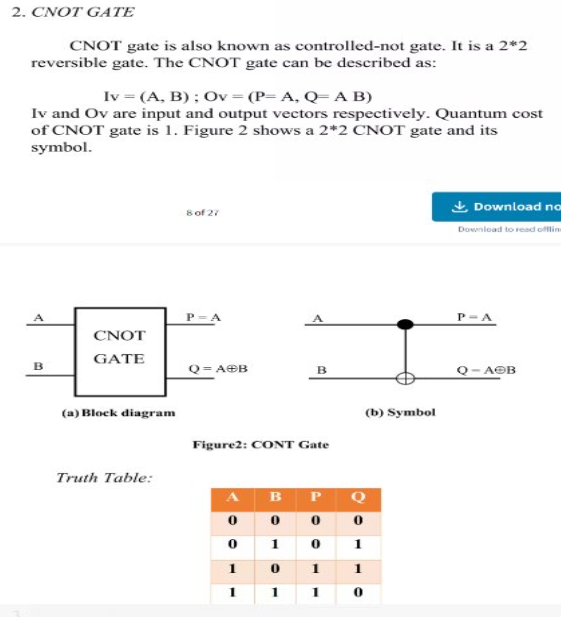 2. CNOT GATE
CNOT gate is also known as controlled-not gate. It is a 2*2
reversible gate. The CNOT gate can be described as:
Iv = (A, B) ; Ov = (P= A, Q= A B)
Iv and Ov are input and output vectors respectively. Quantum cost
of CNOT gate is 1. Figure 2 shows a 2*2 CNOT gate and its
symbol.
8 of 27
Download no
Download to read offlin
A
P = A
CNOT
GATE
B
Q = A⊕B
A
P = A
B
Q = A⊕B
(a) Block diagram
(b) Symbol
Figure2: CONT Gate
Truth Table:
A B P Q
0 0 0 0
0 1 0 1
1 0 1 1
1 1 1 0